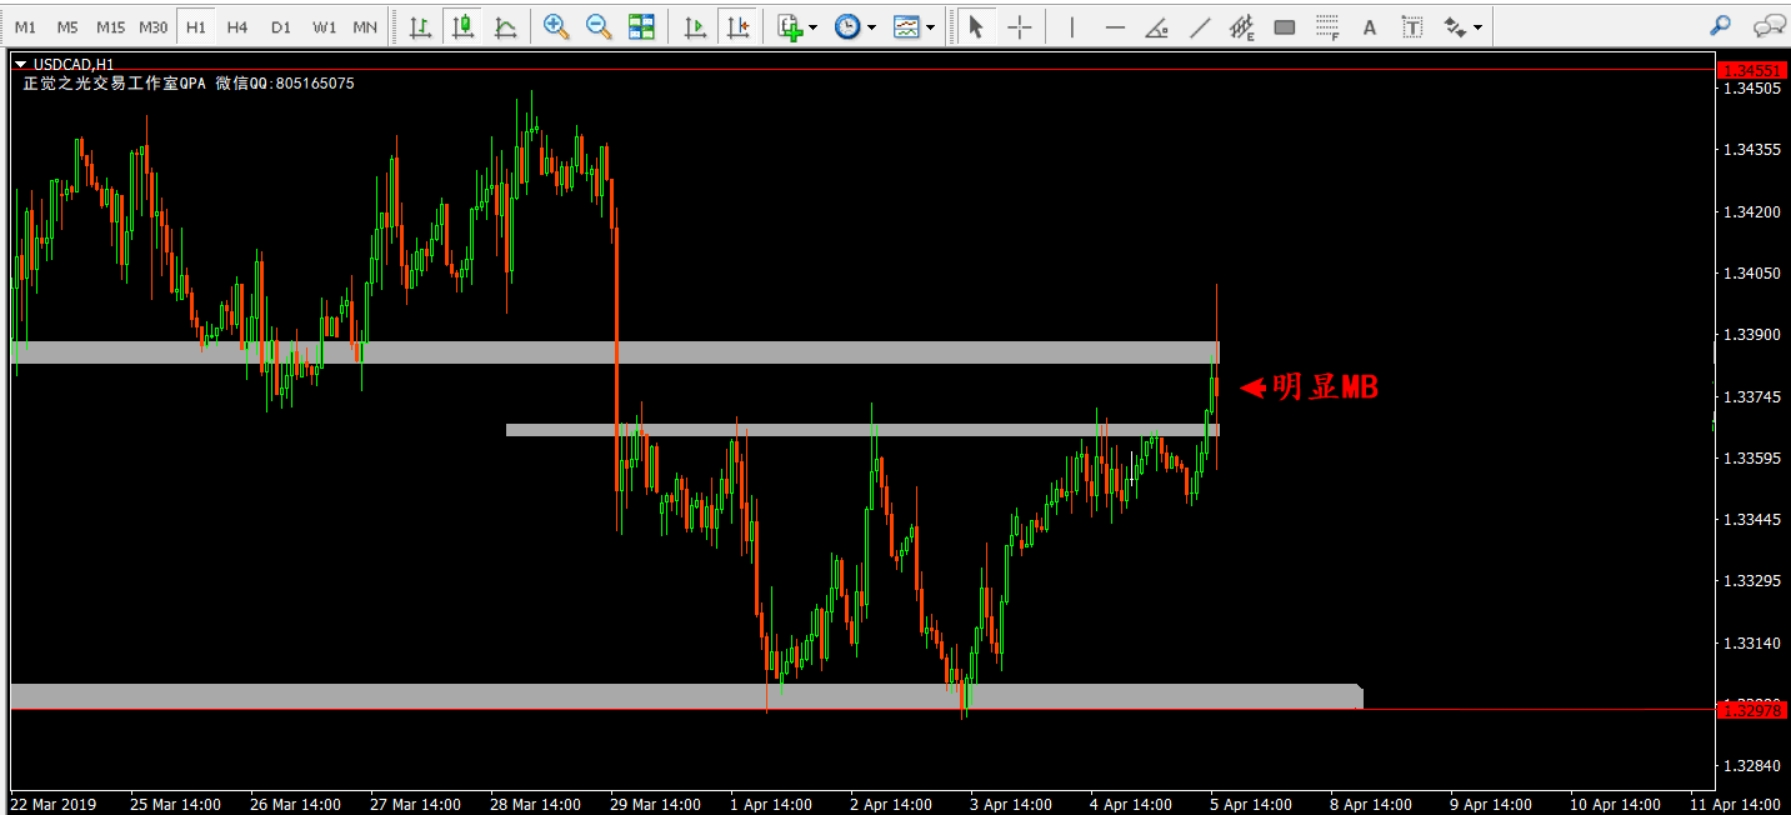 M1 M5 M15 M30 H1 H4 D1 W1 MN E F A T
USDCAD,H1
正觉之光交易工作室QPA 微信QQ:805165075
1.34551
1.34505
1.34355
1.34200
1.34050
1.33900
明显MB
1.33745
1.33595
1.33445
1.33295
1.33140
1.32978
1.32840
22 Mar 2019 25 Mar 14:00 26 Mar 14:00 27 Mar 14:00 28 Mar 14:00 29 Mar 14:00 1 Apr 14:00 2 Apr 14:00 3 Apr 14:00 4 Apr 14:00 5 Apr 14:00 8 Apr 14:00 9 Apr 14:00 10 Apr 14:00 11 Apr 14:00